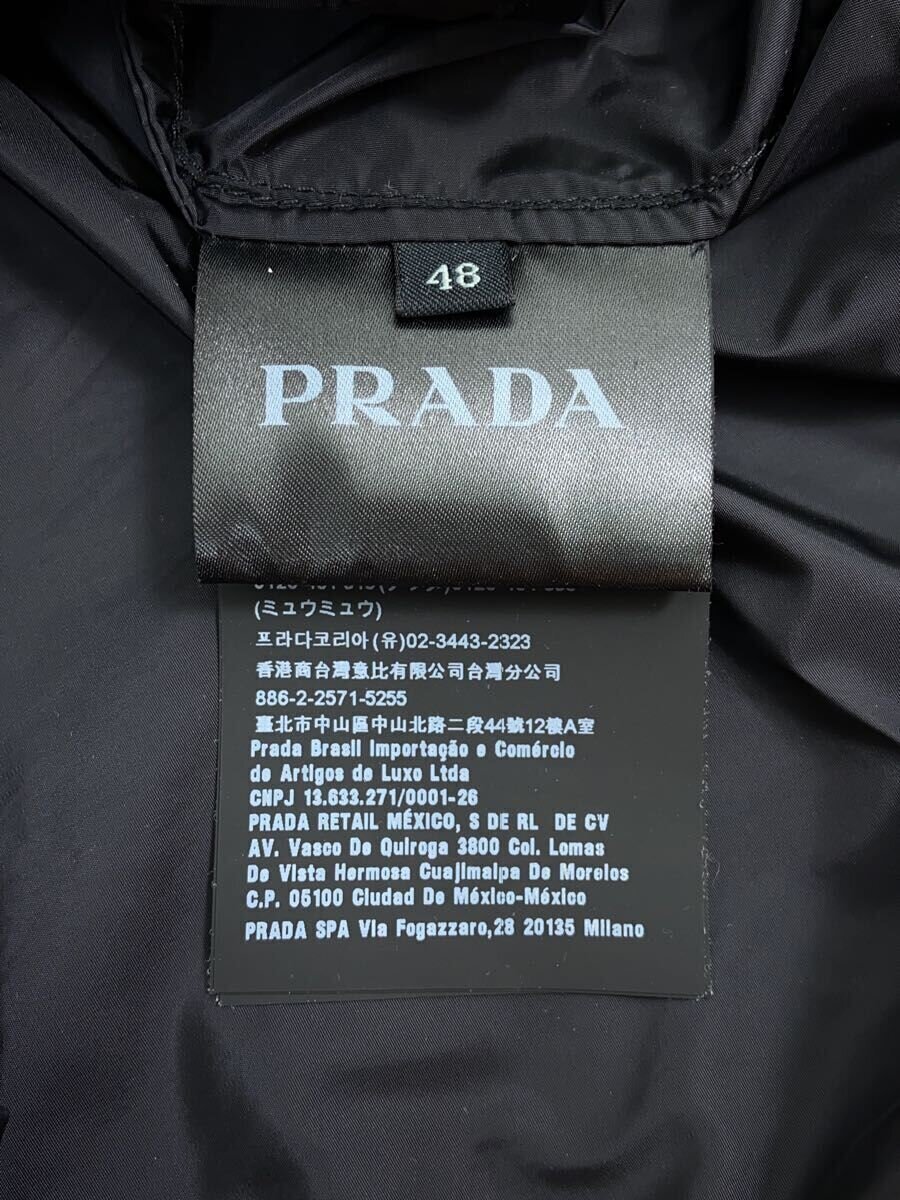 48
PRADA
(ミュウミュウ)
프라다코리아(유)02-3443-2323
香港商台灣意比有限公司台灣分公司
886-2-2571-5255
臺北市中山區中山北路二段44號12樓A室
Prada Brasil Importação e Comércio
de Artigos de Luxo Ltda
CNPJ 13.633.271/0001-26
PRADA RETAIL MÉXICO, S DE RL DE CV
AV. Vasco De Quiroga 3800 Col. Lomas
De Vista Hermosa Cuajimalpa De Morelos
C.P. 05100 Ciudad De México-México
PRADA SPA Via Fogazzaro,28 20135 Milano